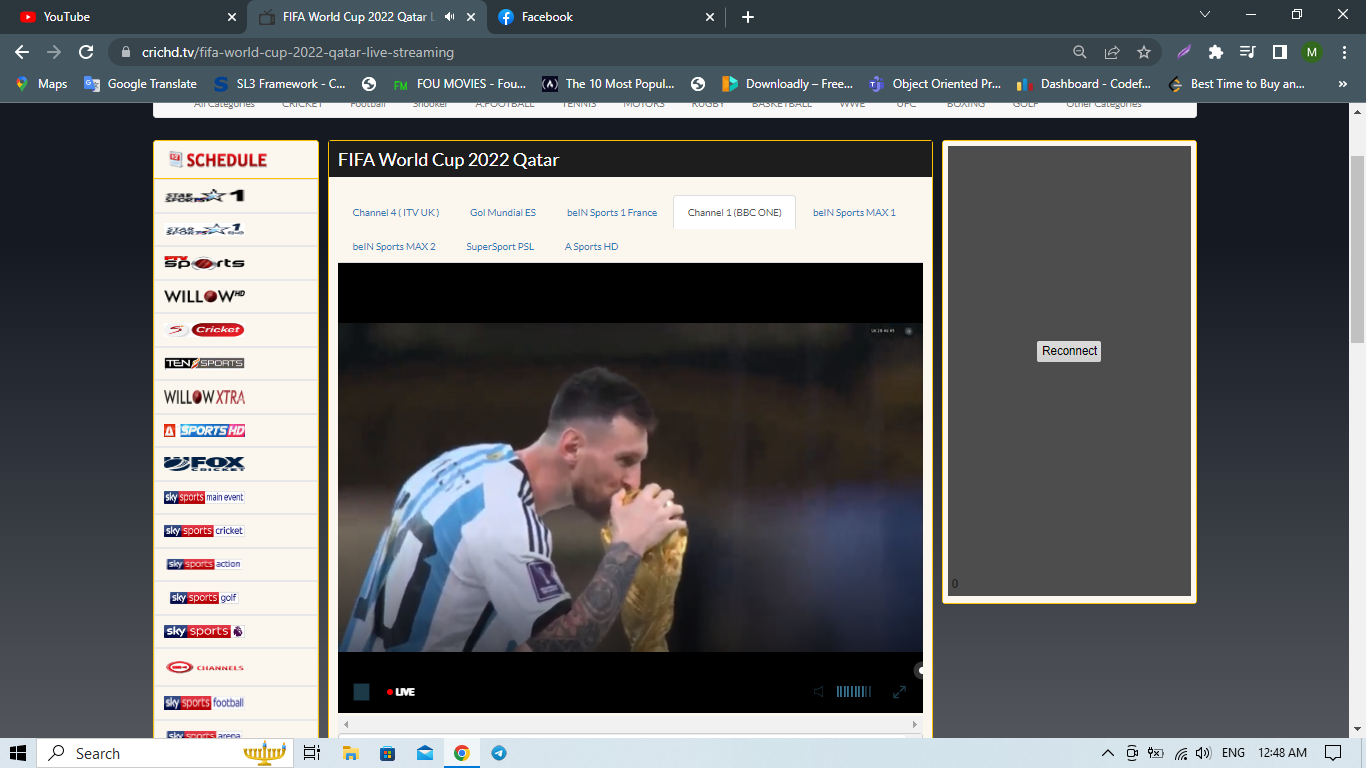 YouTube
FIFA World Cup 2022 Qatar L
Facebook
crichd.tv/fifa-world-cup-2022-qatar-live-streaming
M
Maps
Google Translate
SL3 Framework – C...
FM FOU MOVIES – Fou...
The 10 Most Popul...
Downloadly – Free...
Object Oriented Pr...
Dashboard - Codef...
Best Time to Buy an...
»
All Categories CRICKET Football Snooker A.FOOTBALL TENNIS MOTORS RUGBY BASKETBALL WWE UFC BOXING GOLF Other Categories
SCHEDULE
STAR SPORTS 1
STAR SPORTS 1
PTV Sports
WILLOW HD
S Cricket
TEN SPORTS
WILLOW XTRA
A SPORTS HD
FOX CRICKET
sky sports main event
sky sports cricket
sky sports action
sky sports golf
sky sports
CHANNELS
sky sports football
sky sports arena
FIFA World Cup 2022 Qatar
Channel 4 ( ITV UK )
Gol Mundial ES
beIN Sports 1 France
Channel 1 (BBC ONE)
beIN Sports MAX 1
beIN Sports MAX 2
SuperSport PSL
A Sports HD
LIVE
Reconnect
0
Search
ENG
12:48 AM